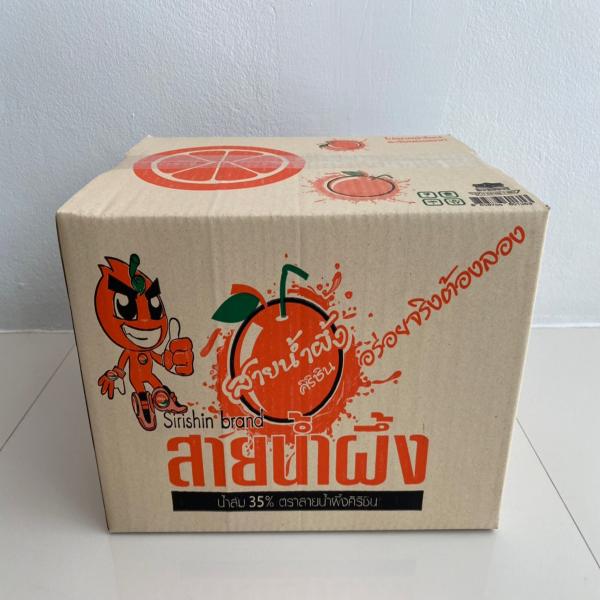 อร่อยจริงต้องลอง
สายน้ำผึ้ง
ศิริชิน
Sirishin brand
สายน้ำผึ้ง
น้ำส้ม 35% ตราสายน้ำผึ้งศิริชิน